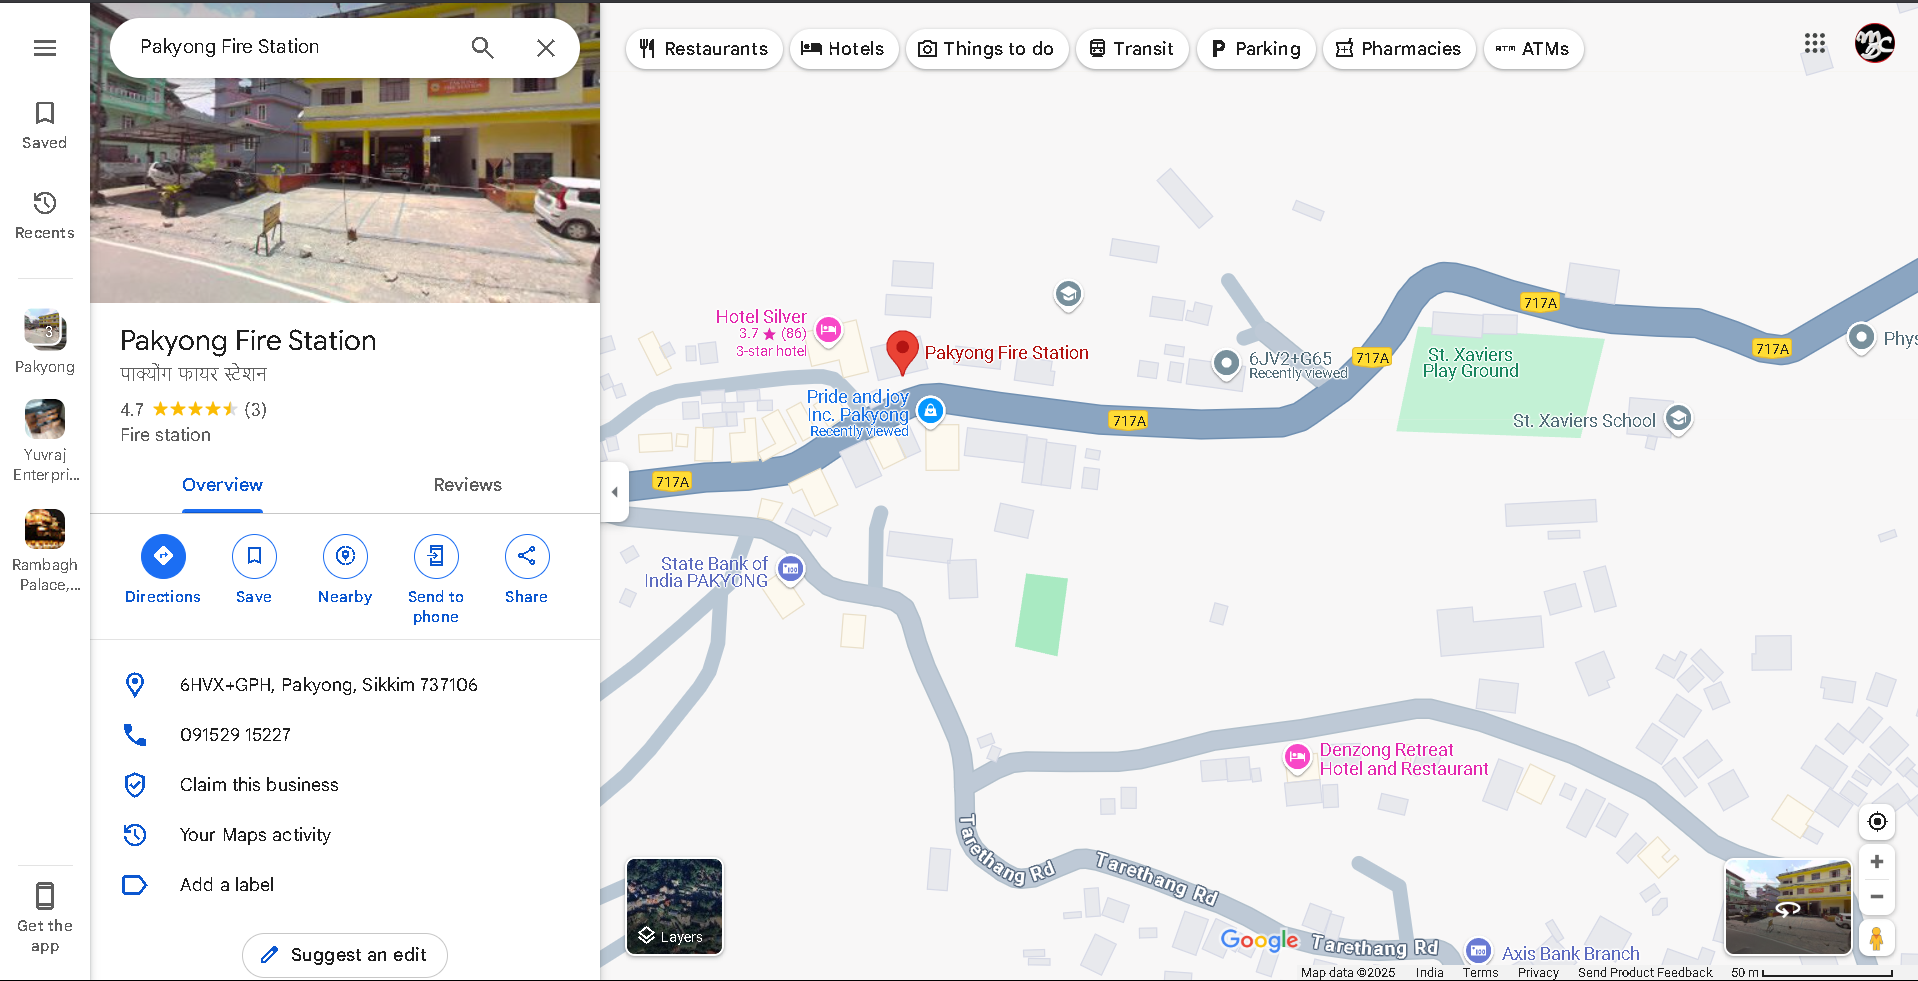 Pakyong Fire Station
Restaurants
Hotels
Things to do
Transit
Parking
Pharmacies
ATM ATMs
Saved
Recents
3
Pakyong
Yuvraj
Enterpri...
Rambagh
Palace,...
Get the
app
Pakyong Fire Station
पाक्योंग फायर स्टेशन
4.7 (3)
Fire station
Overview
Reviews
Directions
Save
Nearby
Send to
phone
Share
6HVX+GPH, Pakyong, Sikkim 737106
091529 15227
Claim this business
Your Maps activity
Add a label
Suggest an edit
Hotel Silver
3.7 ★ (86)
3-star hotel
Pakyong Fire Station
Pride and joy
Inc. Pakyong
Recently viewed
6JV2+G65
Recently viewed
717A
717A
717A
717A
717A
St. Xaviers
Play Ground
St. Xaviers School
Phys
State Bank of
India PAKYONG
Denzong Retreat
Hotel and Restaurant
Tarethang Rd
Tarethang Rd
Tarethang Rd
Axis Bank Branch
Layers
Google
Map data ©2025
India
Terms
Privacy
Send Product Feedback
50 m